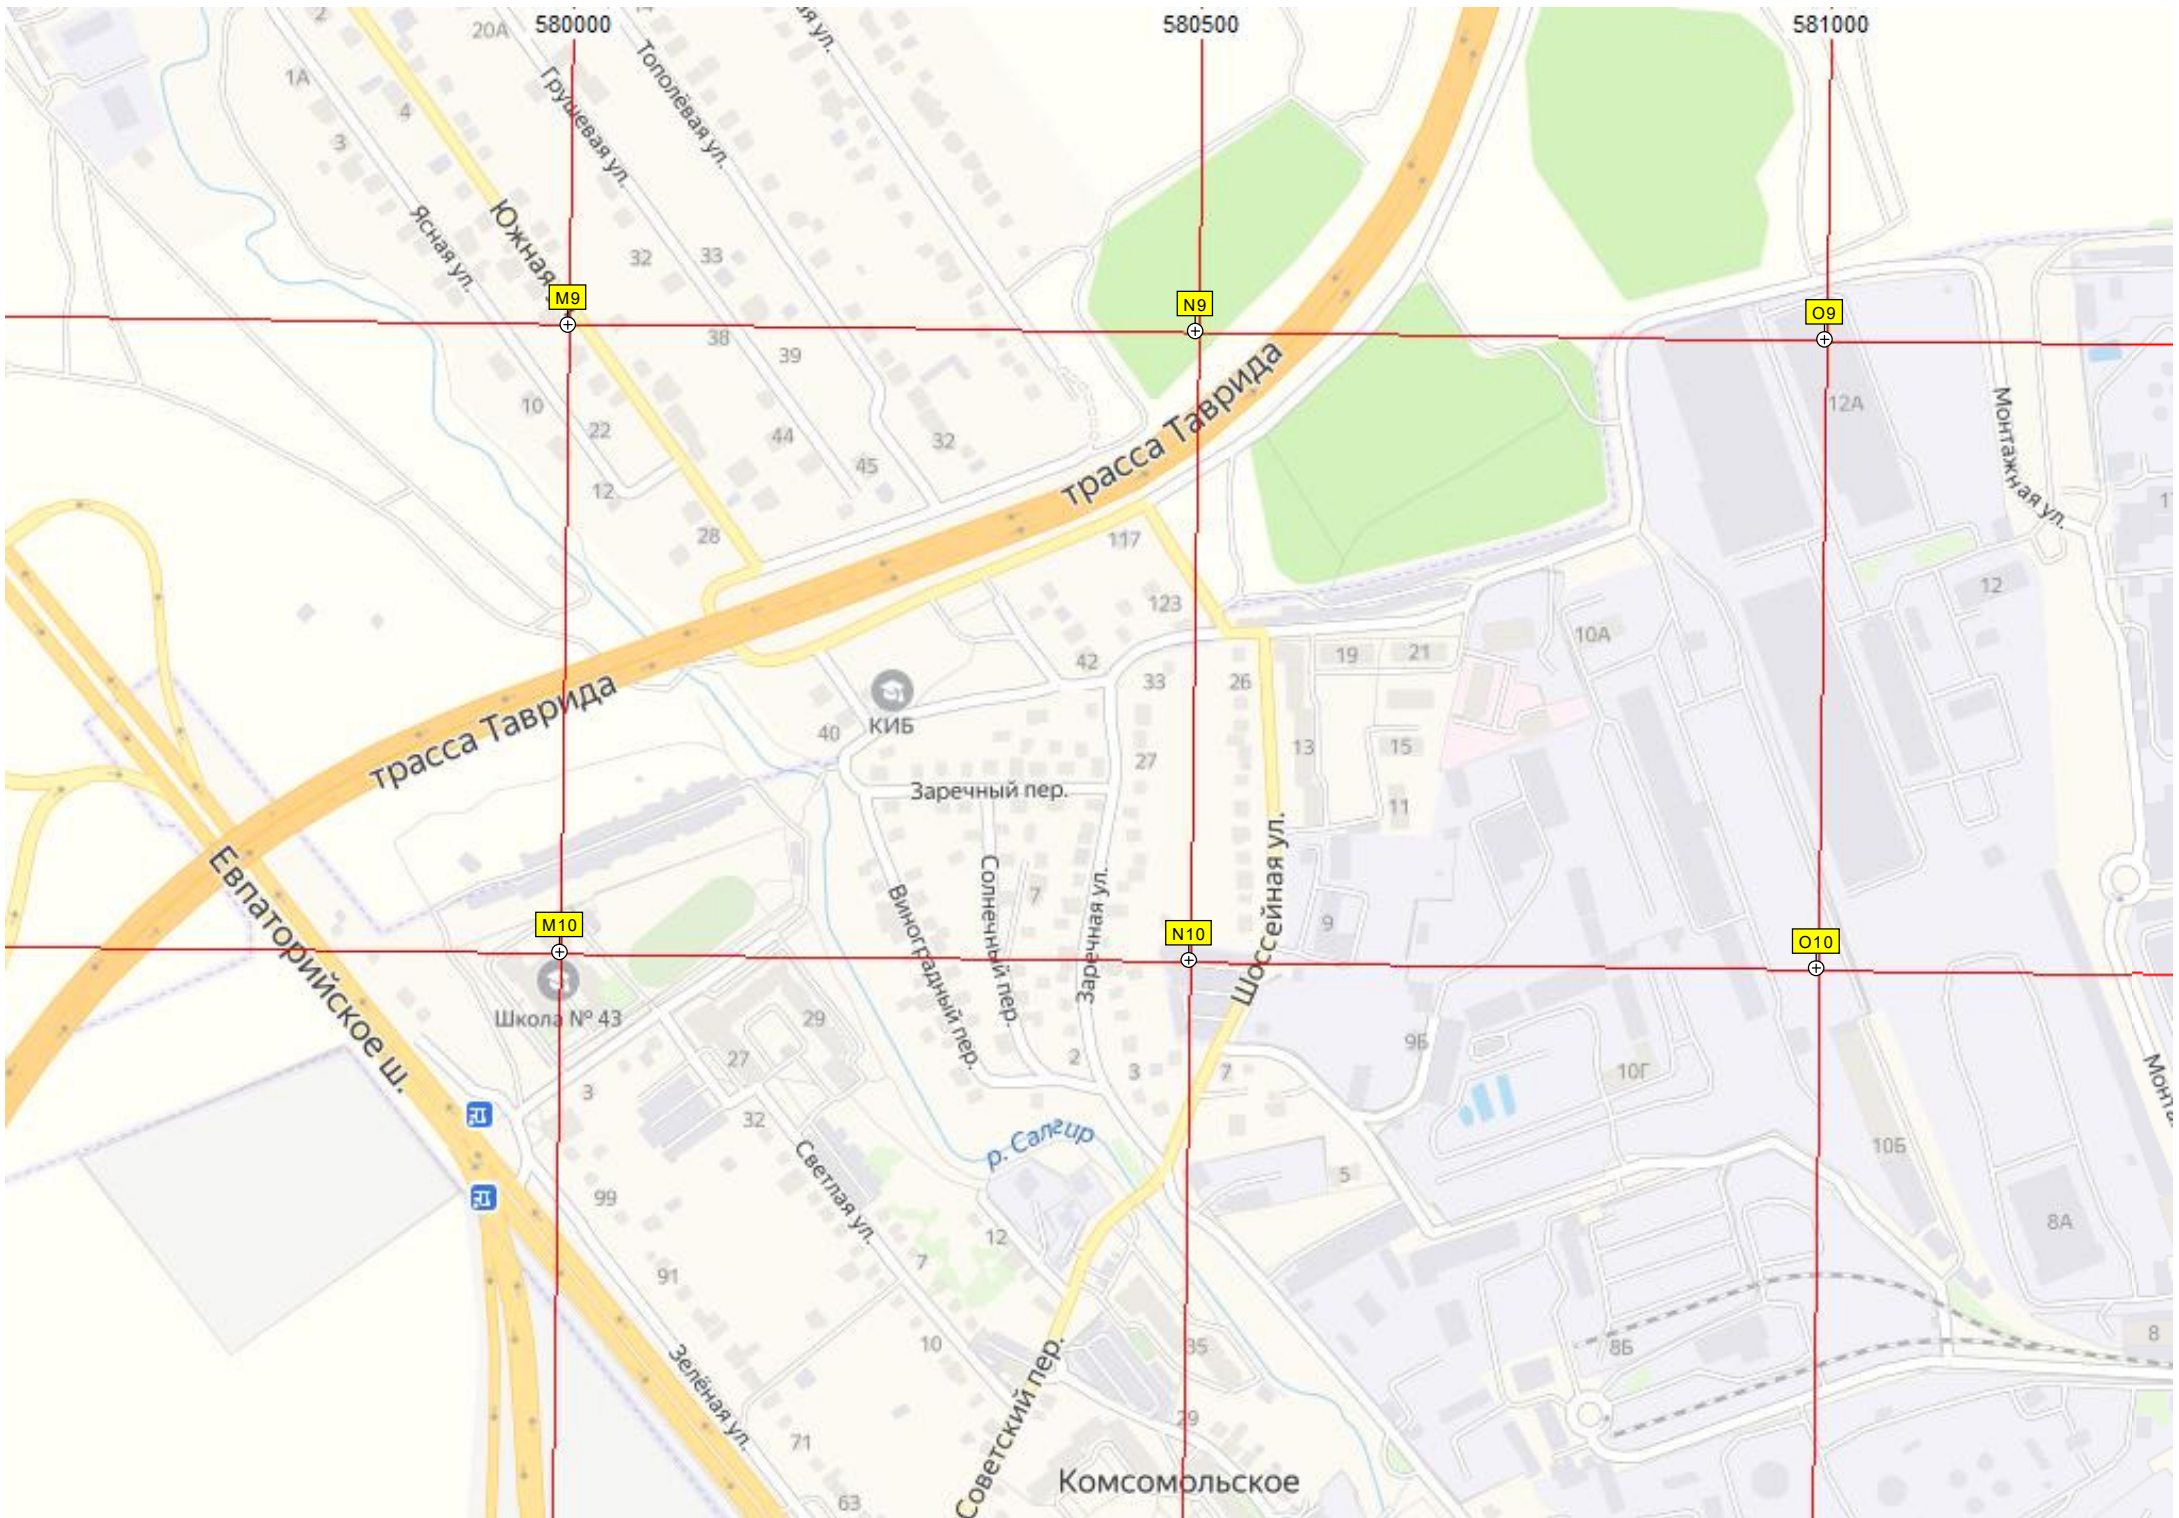 580000
580500
581000
20А
1А
4
3
Тополёвая ул.
Грушевая ул.
Ясная ул.
Южная
32
33
M9
N9
O9
38
39
10
22
44
32
45
12
28
12А
Монтажная ул.
трасса Таврида
117
123
12
10А
42
19
21
33
26
КИБ
40
трасса Таврида
13
15
27
Заречный пер.
11
Шоссейная ул.
Евпаторийское ш.
Солнечный пер.
7
Заречная ул.
Виноградный пер.
9
M10
N10
O10
Школа № 43
29
27
2
3
7
9Б
10Г
3
32
р. Салгир
Светлая ул.
5
10Б
99
12
8А
7
91
10
35
8Б
8
Зелёная ул.
Советский пер.
29
71
63
Комсомольское